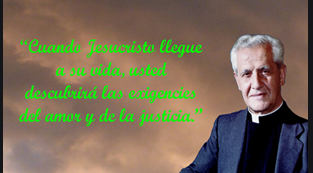 “Cuando Jesucristo llegue
a su vida, usted
descubrirá las exigencias
del amor y de la justicia.”